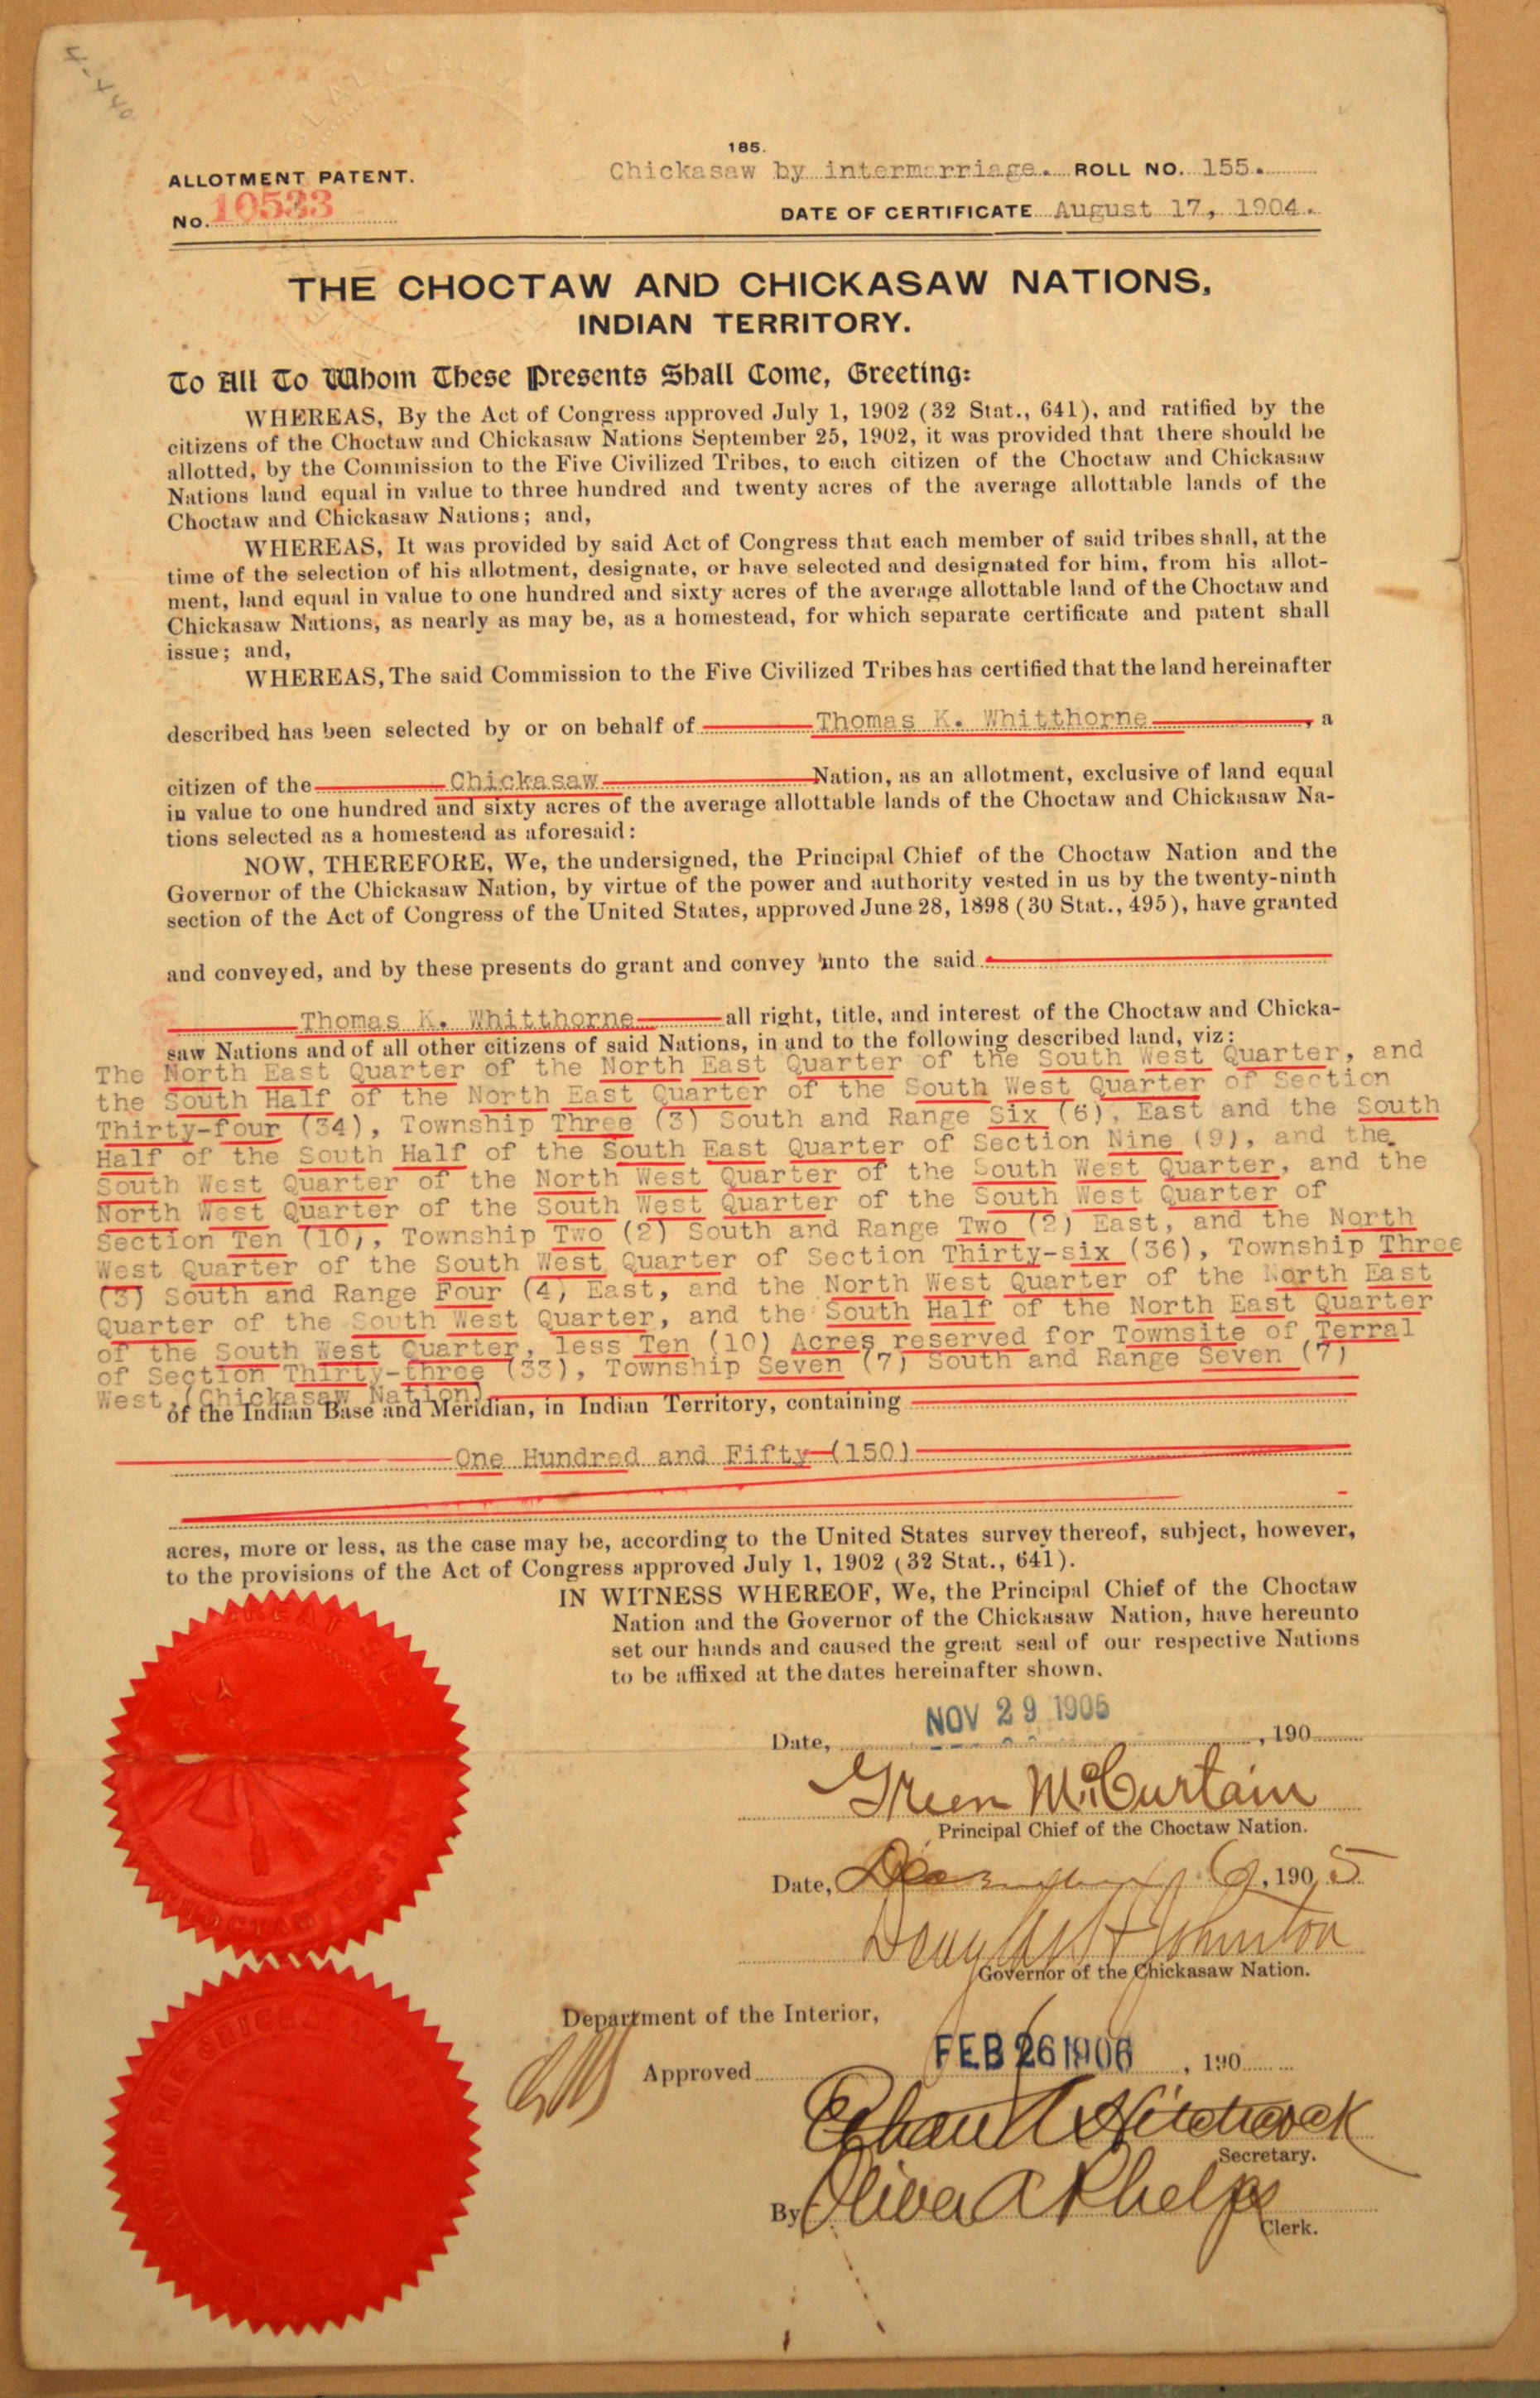 185.
Chickasaw by intermarriage. ROLL NO. 155.
ALLOTMENT PATENT.
No. 10533
DATE OF CERTIFICATE August 17, 1904.
THE CHOCTAW AND CHICKASAW NATIONS,
INDIAN TERRITORY.
To All To Whom These Presents Shall Come, Greeting:
WHEREAS, By the Act of Congress approved July 1, 1902 (32 Stat., 641), and ratified by the
citizens of the Choctaw and Chickasaw Nations September 25, 1902, it was provided that there should be
allotted, by the Commission to the Five Civilized Tribes, to each citizen of the Choctaw and Chickasaw
Nations land equal in value to three hundred and twenty acres of the average allottable lands of the
Choctaw and Chickasaw Nations; and,
WHEREAS, It was provided by said Act of Congress that each member of said tribes shall, at the
time of the selection of his allotment, designate, or have selected and designated for him, from his allot-
ment, land equal in value to one hundred and sixty acres of the average allottable land of the Choctaw and
Chickasaw Nations, as nearly as may be, as a homestead, for which separate certificate and patent shall
issue; and,
WHEREAS, The said Commission to the Five Civilized Tribes has certified that the land hereinafter
described has been selected by or on behalf of Thomas K. Whitthorne, a
citizen of the Chickasaw Nation, as an allotment, exclusive of land equal
in value to one hundred and sixty acres of the average allottable lands of the Choctaw and Chickasaw Na-
tions selected as a homestead as aforesaid:
NOW, THEREFORE, We, the undersigned, the Principal Chief of the Choctaw Nation and the
Governor of the Chickasaw Nation, by virtue of the power and authority vested in us by the twenty-ninth
section of the Act of Congress of the United States, approved June 28, 1898 (30 Stat., 495), have granted
and conveyed, and by these presents do grant and convey unto the said
Thomas K. Whitthorne all right, title, and interest of the Choctaw and Chicka-
saw Nations and of all other citizens of said Nations, in and to the following described land, viz:
The North East Quarter of the North East Quarter of the South West Quarter, and
the South Half of the North East Quarter of the South West Quarter of Section
Thirty-four (34), Township Three (3) South and Range Six (6), East and the South
Half of the South Half of the South East Quarter of Section Nine (9), and the
South West Quarter of the North West Quarter of the South West Quarter, and the
North West Quarter of the South West Quarter of the South West Quarter of
Section Ten (10), Township Two (2) South and Range Two (2) East, and the North
West Quarter of the South West Quarter of Section Thirty-six (36), Township Three
(3) South and Range Four (4) East, and the North West Quarter of the North East
Quarter of the South West Quarter, and the South Half of the North East Quarter
of the South West Quarter, less Ten (10) Acres reserved for Townsite of Terral
of Section Thirty-three (33), Township Seven (7) South and Range Seven (7)
West, (Chickasaw Nation)
of the Indian Base and Meridian, in Indian Territory, containing
One Hundred and Fifty (150)
acres, more or less, as the case may be, according to the United States survey thereof, subject, however,
to the provisions of the Act of Congress approved July 1, 1902 (32 Stat., 641).
IN WITNESS WHEREOF, We, the Principal Chief of the Choctaw
Nation and the Governor of the Chickasaw Nation, have hereunto
set our hands and caused the great seal of our respective Nations
to be affixed at the dates hereinafter shown.
Date, NOV 29 1905, 190
Green McCurtain
Principal Chief of the Choctaw Nation.
Date, December 6, 1905
Douglas H Johnston
Governor of the Chickasaw Nation.
Department of the Interior,
Approved FEB 26 1906, 190
Ethan A Hitchcock
Secretary.
By Oliver A Phelps
Clerk.